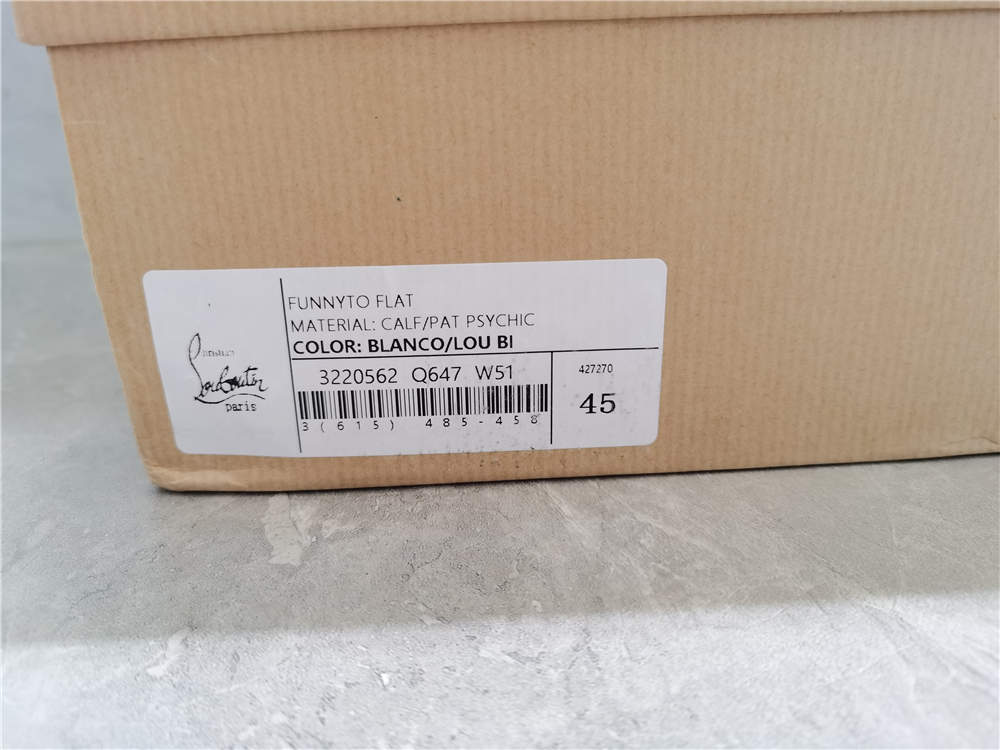 Christian
Louboutin
paris
FUNNYTO FLAT
MATERIAL: CALF/PAT PSYCHIC
COLOR: BLANCO/LOU BI
3220562 Q647 W51
3(615) 485-458
427270
45